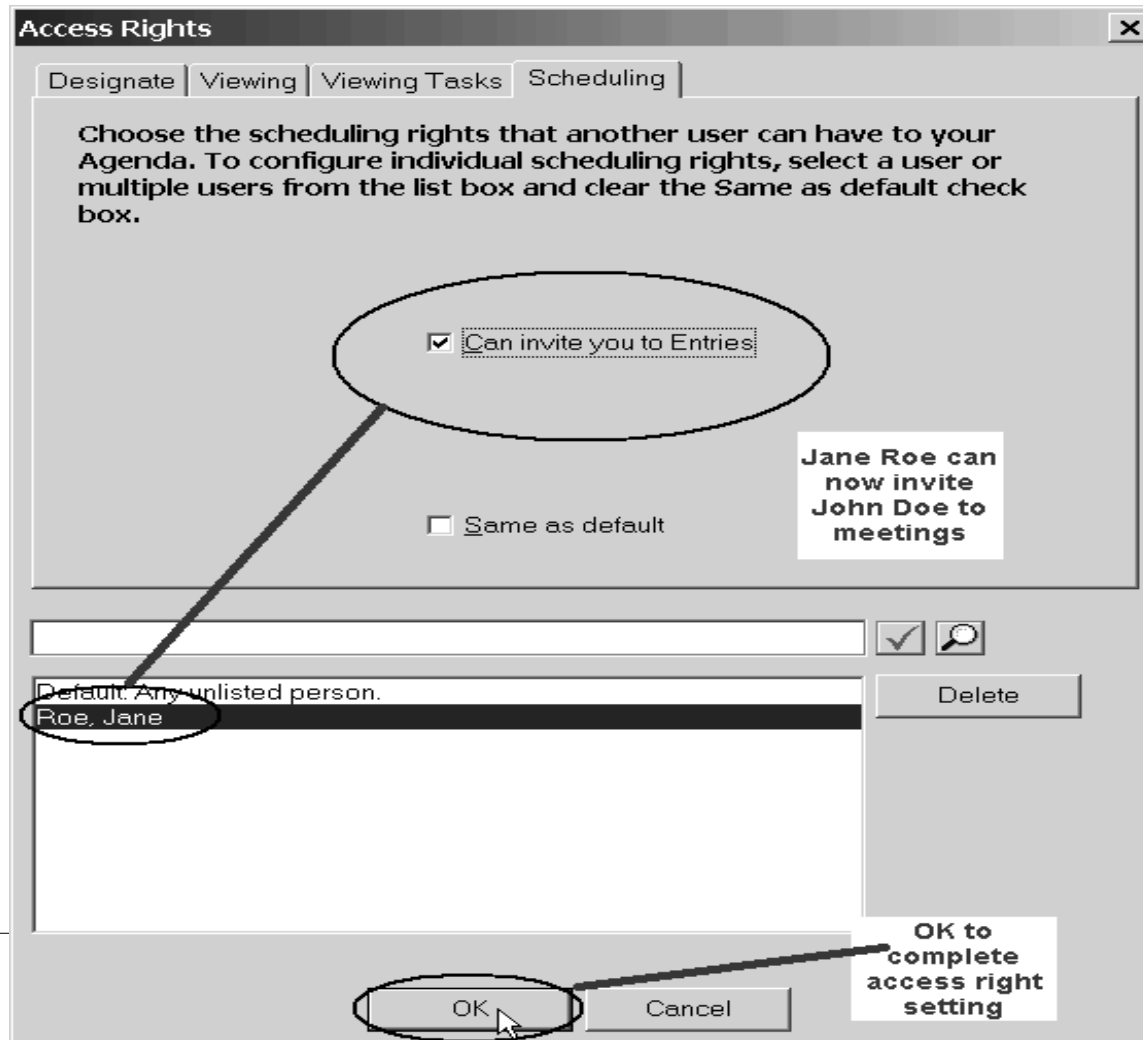 Access Rights
Designate Viewing Viewing Tasks Scheduling
Choose the scheduling rights that another user can have to your
Agenda. To configure individual scheduling rights, select a user or
multiple users from the list box and clear the Same as default check
box.
Can invite you to Entries
Jane Roe can
now invite
John Doe to
meetings
Same as default
Default: Any unlisted person.
Delete
Roe, Jane
OK to
complete
access right
setting
OK
Cancel